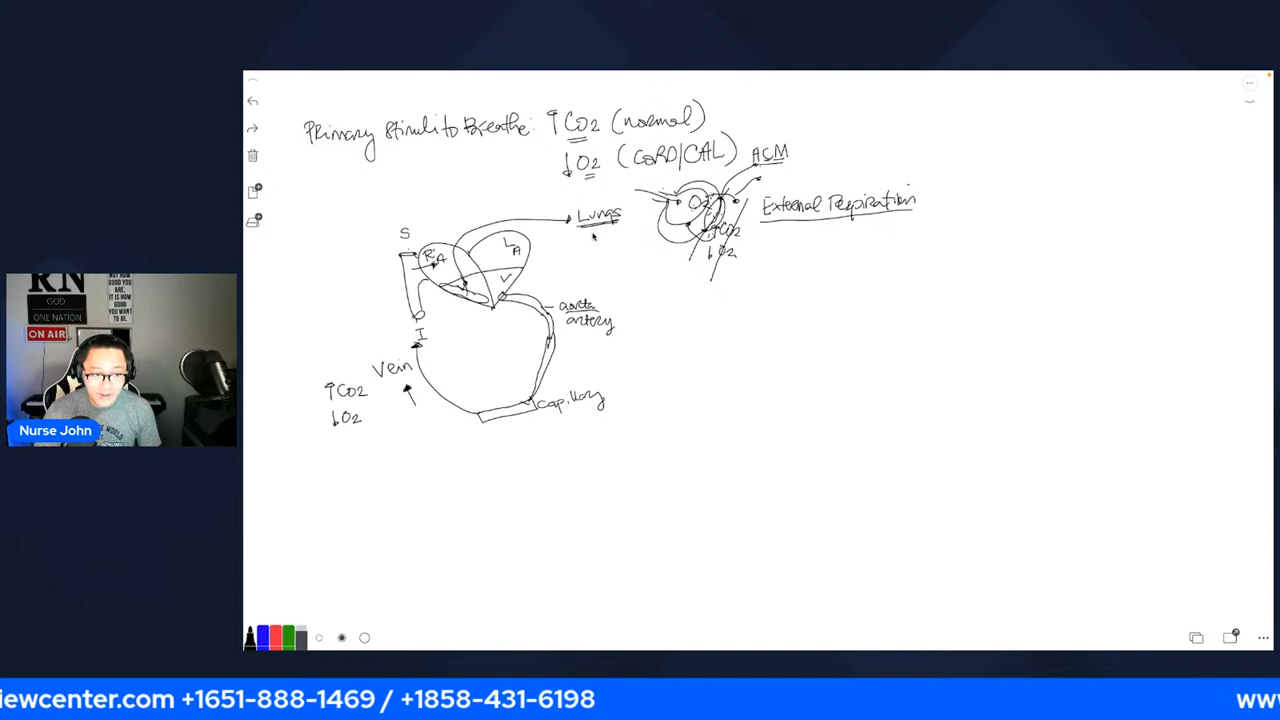 Primary Stimuli to Breathe: ↑CO2 (normal)
↓O2 (COPD/CAL)
ACM
Lungs
O2
External Respiration
↑CO2
↓O2
S
RA
LA
V
aorta
artery
I
Vein
↑CO2
↓O2
Capillary
RN
GOD
ONE NATION
ON AIR
Nurse John
iewcenter.com +1651-888-1469 / +1858-431-6198
ww